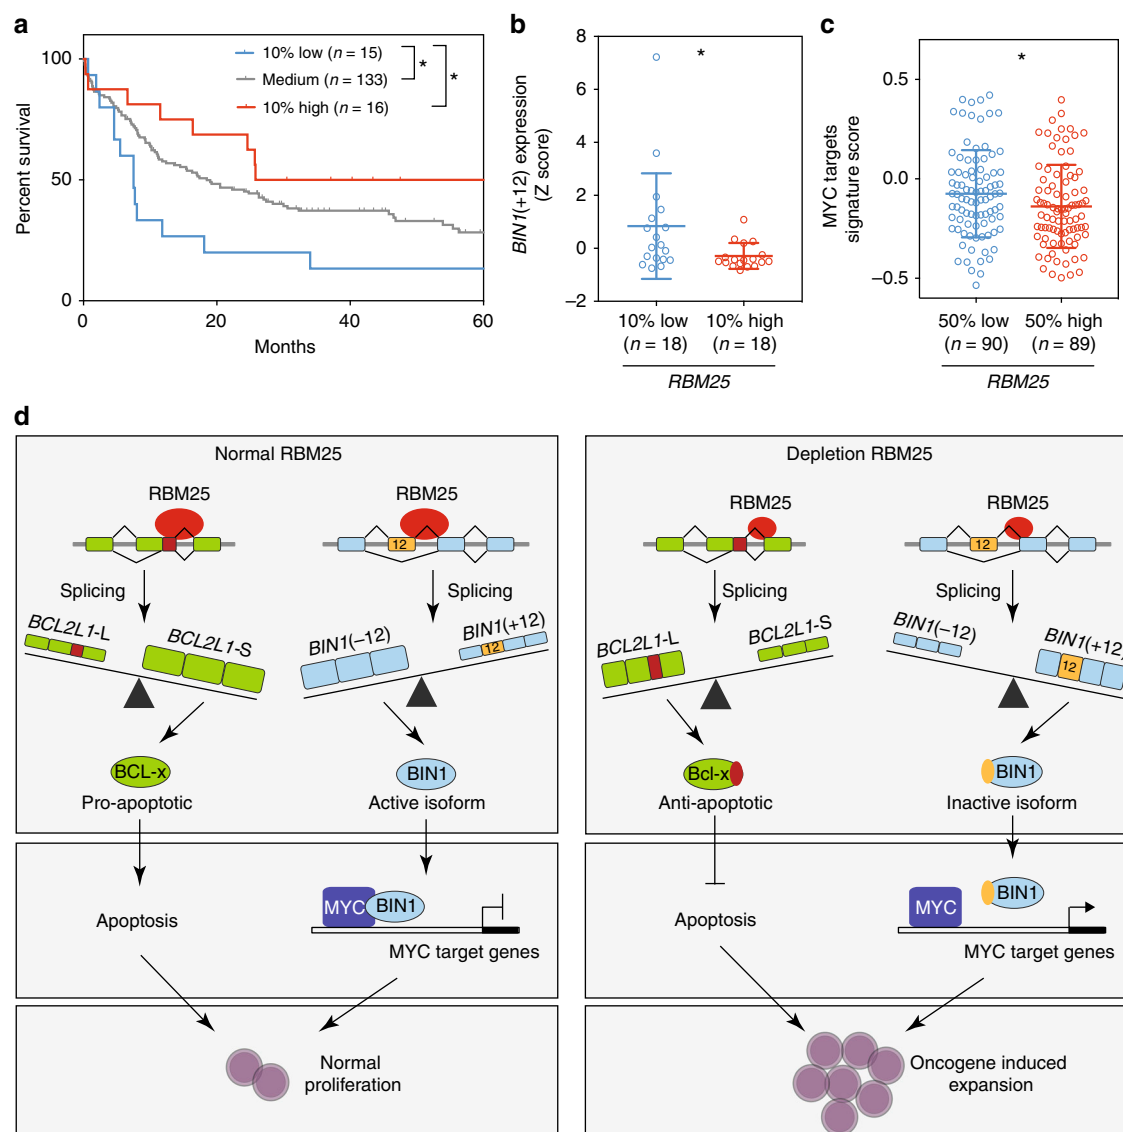 a
100
50
0
Percent survival
0
20
40
60
Months
10% low (n = 15)
Medium (n = 133)
10% high (n = 16)
*
*
b
8
6
4
2
0
–2
BIN1(+12) expression
(Z score)
*
10% low
(n = 18)
10% high
(n = 18)
RBM25
c
0.5
0.0
–0.5
MYC targets
signature score
*
50% low
(n = 90)
50% high
(n = 89)
RBM25
d
Normal RBM25
RBM25
RBM25
12
Splicing
Splicing
BCL2L1-L
BCL2L1-S
BIN1(–12)
BIN1(+12)
12
BCL-x
BIN1
Pro-apoptotic
Active isoform
Apoptosis
MYC
BIN1
MYC target genes
Normal
proliferation
Depletion RBM25
RBM25
RBM25
12
Splicing
Splicing
BCL2L1-L
BCL2L1-S
BIN1(–12)
BIN1(+12)
12
Bcl-x
BIN1
Anti-apoptotic
Inactive isoform
Apoptosis
MYC
BIN1
MYC target genes
Oncogene induced
expansion